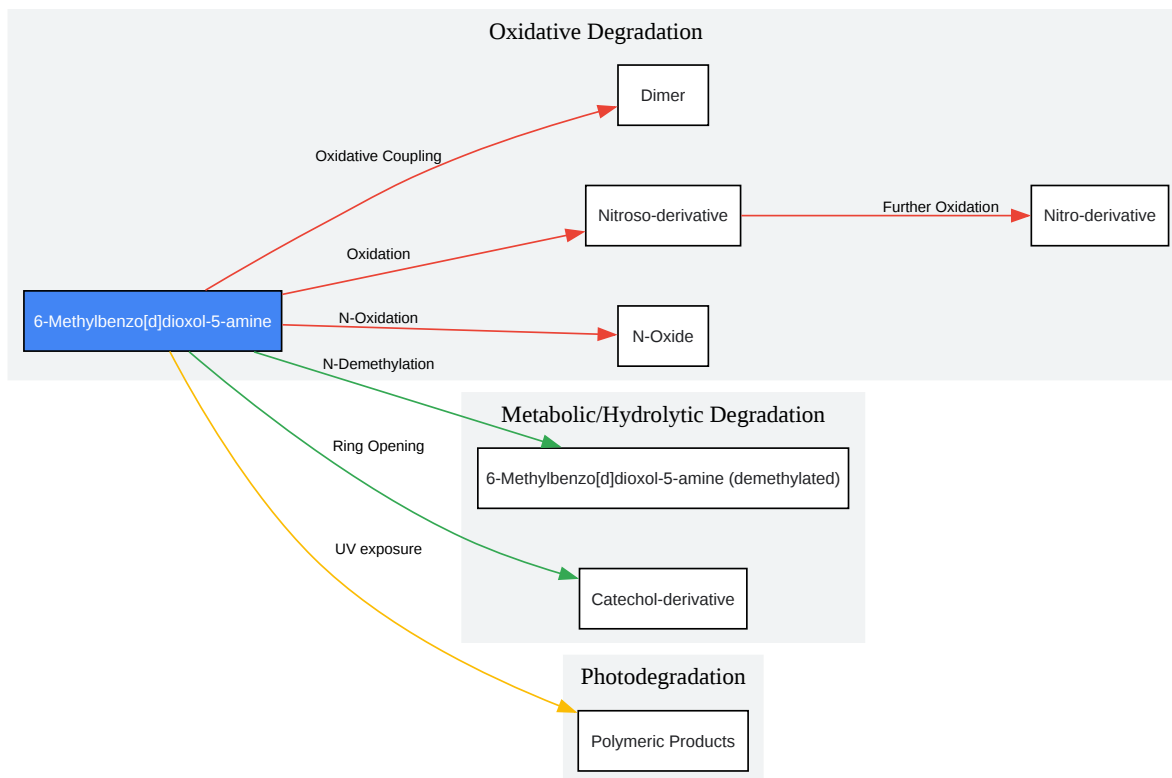 Oxidative Degradation
Dimer
Oxidative Coupling
Nitroso-derivative
Further Oxidation
Nitro-derivative
Oxidation
6-Methylbenzo[d]dioxol-5-amine
N-Oxidation
N-Oxide
N-Demethylation
Metabolic/Hydrolytic Degradation
Ring Opening
6-Methylbenzo[d]dioxol-5-amine (demethylated)
UV exposure
Catechol-derivative
Photodegradation
Polymeric Products